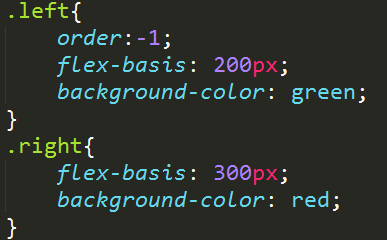 .left{
    order:-1;
    flex-basis: 200px;
    background-color: green;
}
.right{
    flex-basis: 300px;
    background-color: red;
}